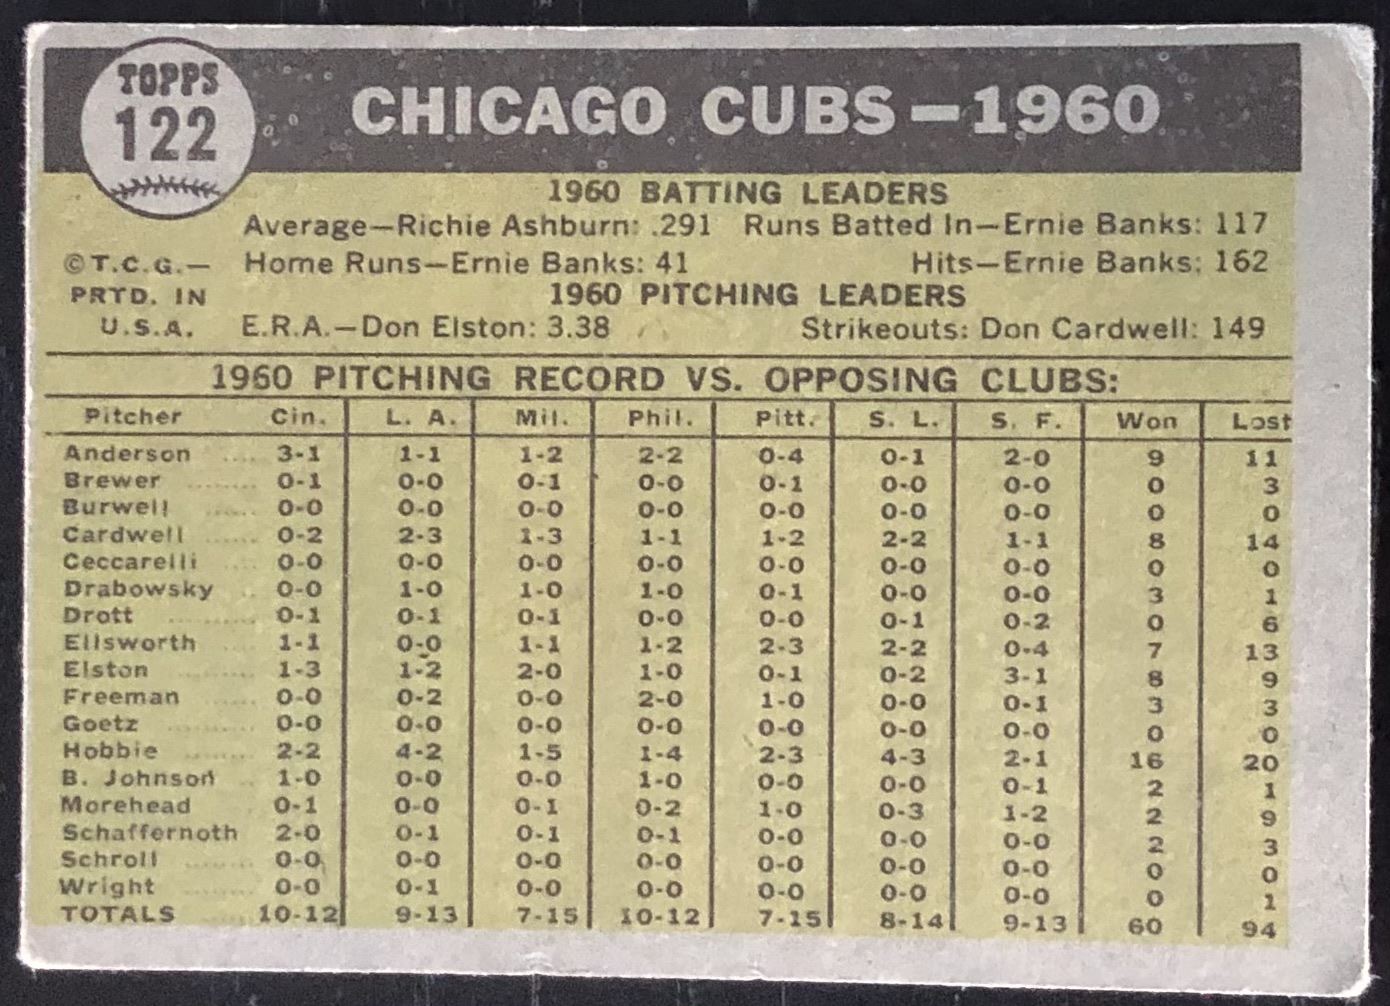 TOPPS
122
CHICAGO CUBS—1960
1960 BATTING LEADERS
Average—Richie Ashburn: .291 Runs Batted In—Ernie Banks: 117
©T.C.G.— Home Runs—Ernie Banks: 41 Hits—Ernie Banks: 162
PRTD. IN 1960 PITCHING LEADERS
U.S.A. E.R.A.—Don Elston: 3.38 Strikeouts: Don Cardwell: 149
1960 PITCHING RECORD VS. OPPOSING CLUBS:
Pitcher Cin. L. A. Mil. Phil. Pitt. S. L. S. F. Won Lost
Anderson .... 3-1 1-1 1-2 2-2 0-4 0-1 2-0 9 11
Brewer ........ 0-1 0-0 0-1 0-0 0-1 0-0 0-0 0 3
Burwell ...... 0-0 0-0 0-0 0-0 0-0 0-0 0-0 0 0
Cardwell ...... 0-2 2-3 1-3 1-1 1-2 2-2 1-1 8 14
Ceccarelli .... 0-0 0-0 0-0 0-0 0-0 0-0 0-0 0 0
Drabowsky .. 0-0 1-0 1-0 1-0 0-1 0-0 0-0 3 1
Drott .......... 0-1 0-1 0-1 0-0 0-0 0-1 0-2 0 6
Ellsworth .... 1-1 0-0 1-1 1-2 2-3 2-2 0-4 7 13
Elston ........ 1-3 1-2 2-0 1-0 0-1 0-2 3-1 8 9
Freeman ...... 0-0 0-2 0-0 2-0 1-0 0-0 0-1 3 3
Goetz .......... 0-0 0-0 0-0 0-0 0-0 0-0 0-0 0 0
Hobbie ........ 2-2 4-2 1-5 1-4 2-3 4-3 2-1 16 20
B. Johnson .. 1-0 0-0 0-0 1-0 0-0 0-0 0-1 2 1
Morehead .... 0-1 0-0 0-1 0-2 1-0 0-3 1-2 2 9
Schaffernoth 2-0 0-1 0-1 0-1 0-0 0-0 0-0 2 3
Schroll ........ 0-0 0-0 0-0 0-0 0-0 0-0 0-0 0 0
Wright ........ 0-0 0-1 0-0 0-0 0-0 0-0 0-0 0 1
TOTALS .... 10-12 9-13 7-15 10-12 7-15 8-14 9-13 60 94